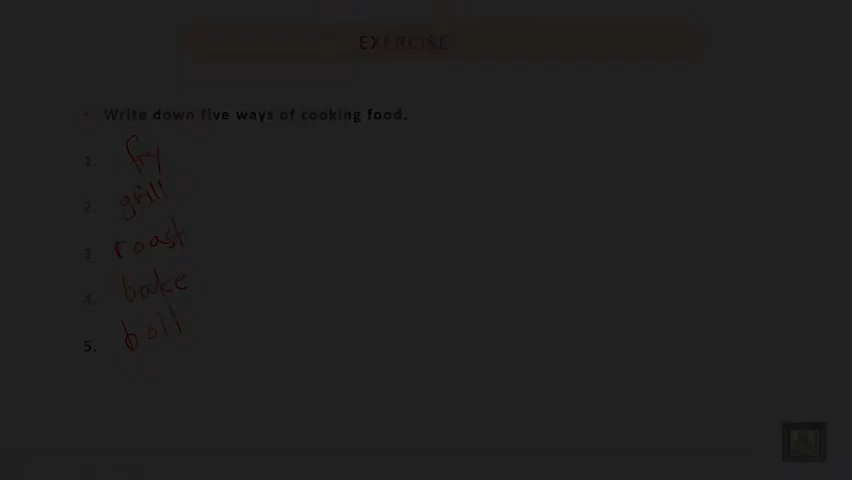 EXERCISE
• Write down five ways of cooking food.
1. fry
2. grill
3. roast
4. bake
5. boil